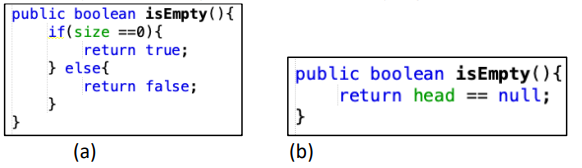 public boolean isEmpty(){
if(size ==0){
return true;
} else{
return false;
}
}
(a)
public boolean isEmpty(){
return head == null;
}
(b)